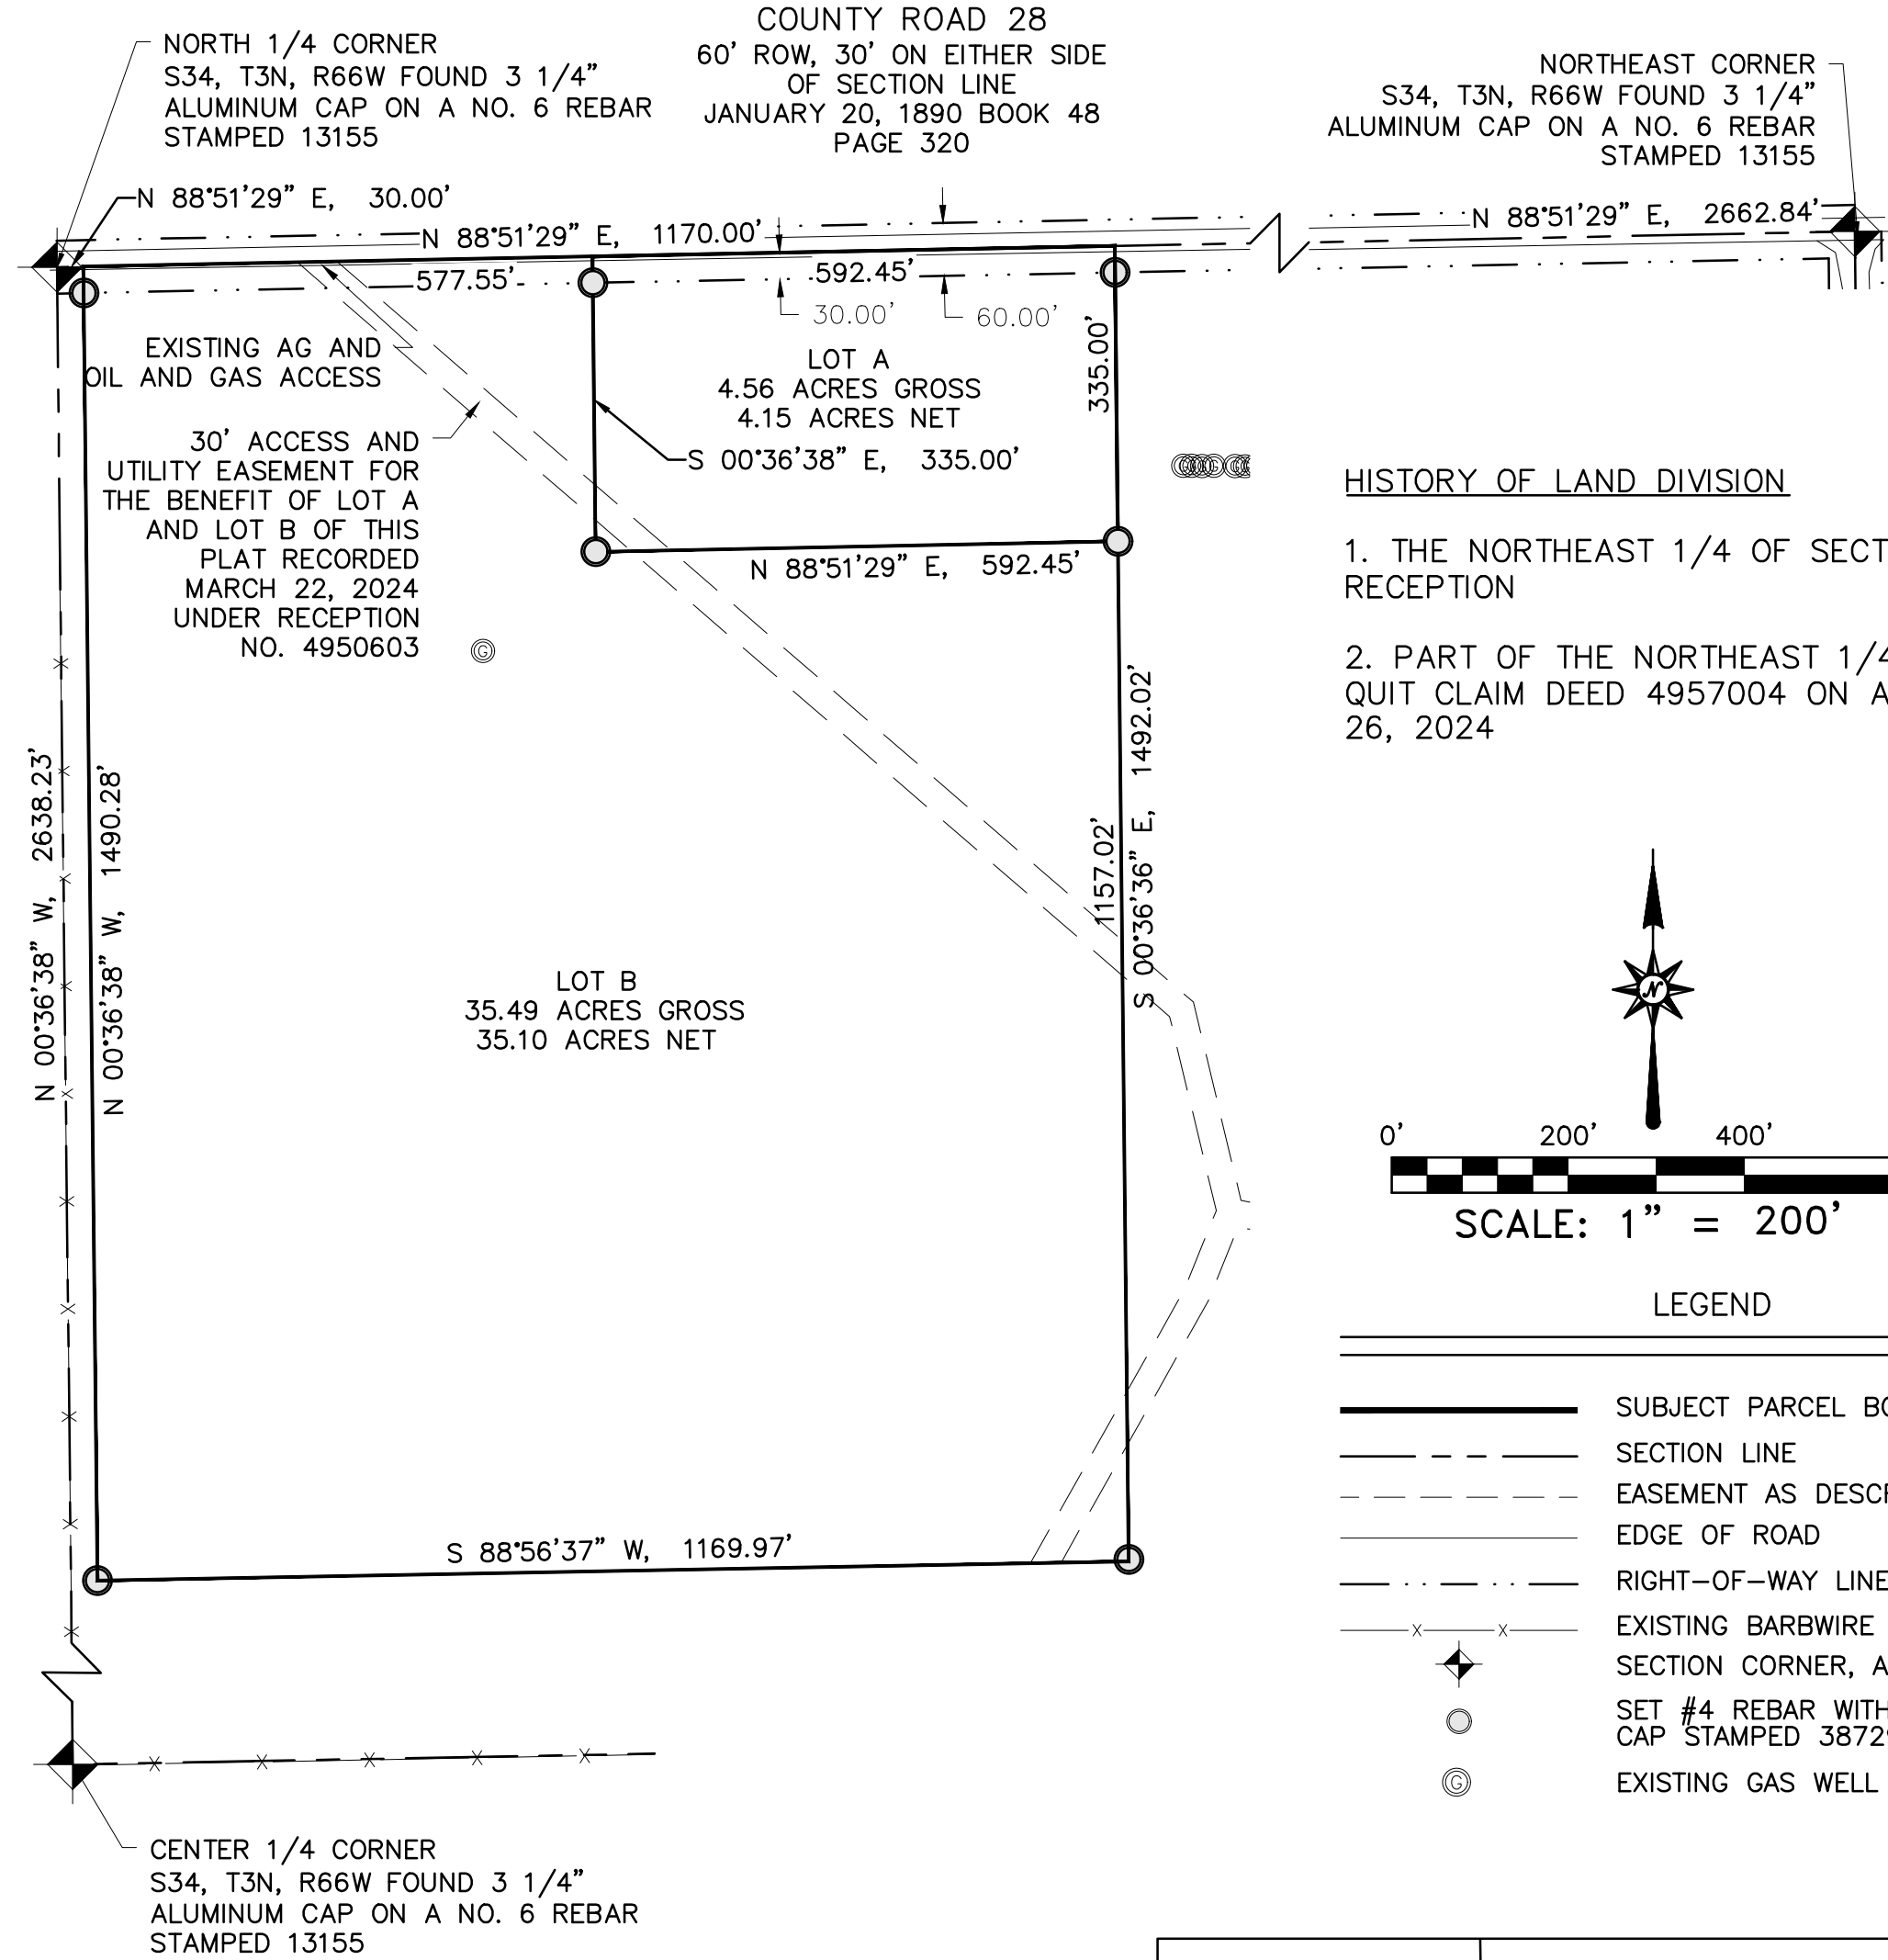 COUNTY ROAD 28
60' ROW, 30' ON EITHER SIDE
OF SECTION LINE
JANUARY 20, 1890 BOOK 48
PAGE 320
NORTH 1/4 CORNER
S34, T3N, R66W FOUND 3 1/4"
ALUMINUM CAP ON A NO. 6 REBAR
STAMPED 13155
NORTHEAST CORNER
S34, T3N, R66W FOUND 3 1/4"
ALUMINUM CAP ON A NO. 6 REBAR
STAMPED 13155
N 88°51'29" E, 30.00'
N 88°51'29" E, 1170.00'
N 88°51'29" E, 2662.84'
577.55'
592.45'
30.00'
60.00'
EXISTING AG AND
OIL AND GAS ACCESS
LOT A
4.56 ACRES GROSS
4.15 ACRES NET
335.00'
S 00°36'38" E, 335.00'
30' ACCESS AND
UTILITY EASEMENT FOR
THE BENEFIT OF LOT A
AND LOT B OF THIS
PLAT RECORDED
MARCH 22, 2024
UNDER RECEPTION
NO. 4950603
G
N 88°51'29" E, 592.45'
HISTORY OF LAND DIVISION
1. THE NORTHEAST 1/4 OF SECT
RECEPTION
2. PART OF THE NORTHEAST 1/4
QUIT CLAIM DEED 4957004 ON A
26, 2024
N 00°36'38" W, 2638.23'
N 00°36'38" W, 1490.28'
1157.02'
S 00°36'36" E, 1492.02'
LOT B
35.49 ACRES GROSS
35.10 ACRES NET
N
0' 200' 400'
SCALE: 1" = 200'
S 88°56'37" W, 1169.97'
LEGEND
SUBJECT PARCEL BO
SECTION LINE
EASEMENT AS DESCR
EDGE OF ROAD
RIGHT-OF-WAY LINE
EXISTING BARBWIRE
SECTION CORNER, A
SET #4 REBAR WITH
CAP STAMPED 3872
G EXISTING GAS WELL
CENTER 1/4 CORNER
S34, T3N, R66W FOUND 3 1/4"
ALUMINUM CAP ON A NO. 6 REBAR
STAMPED 13155